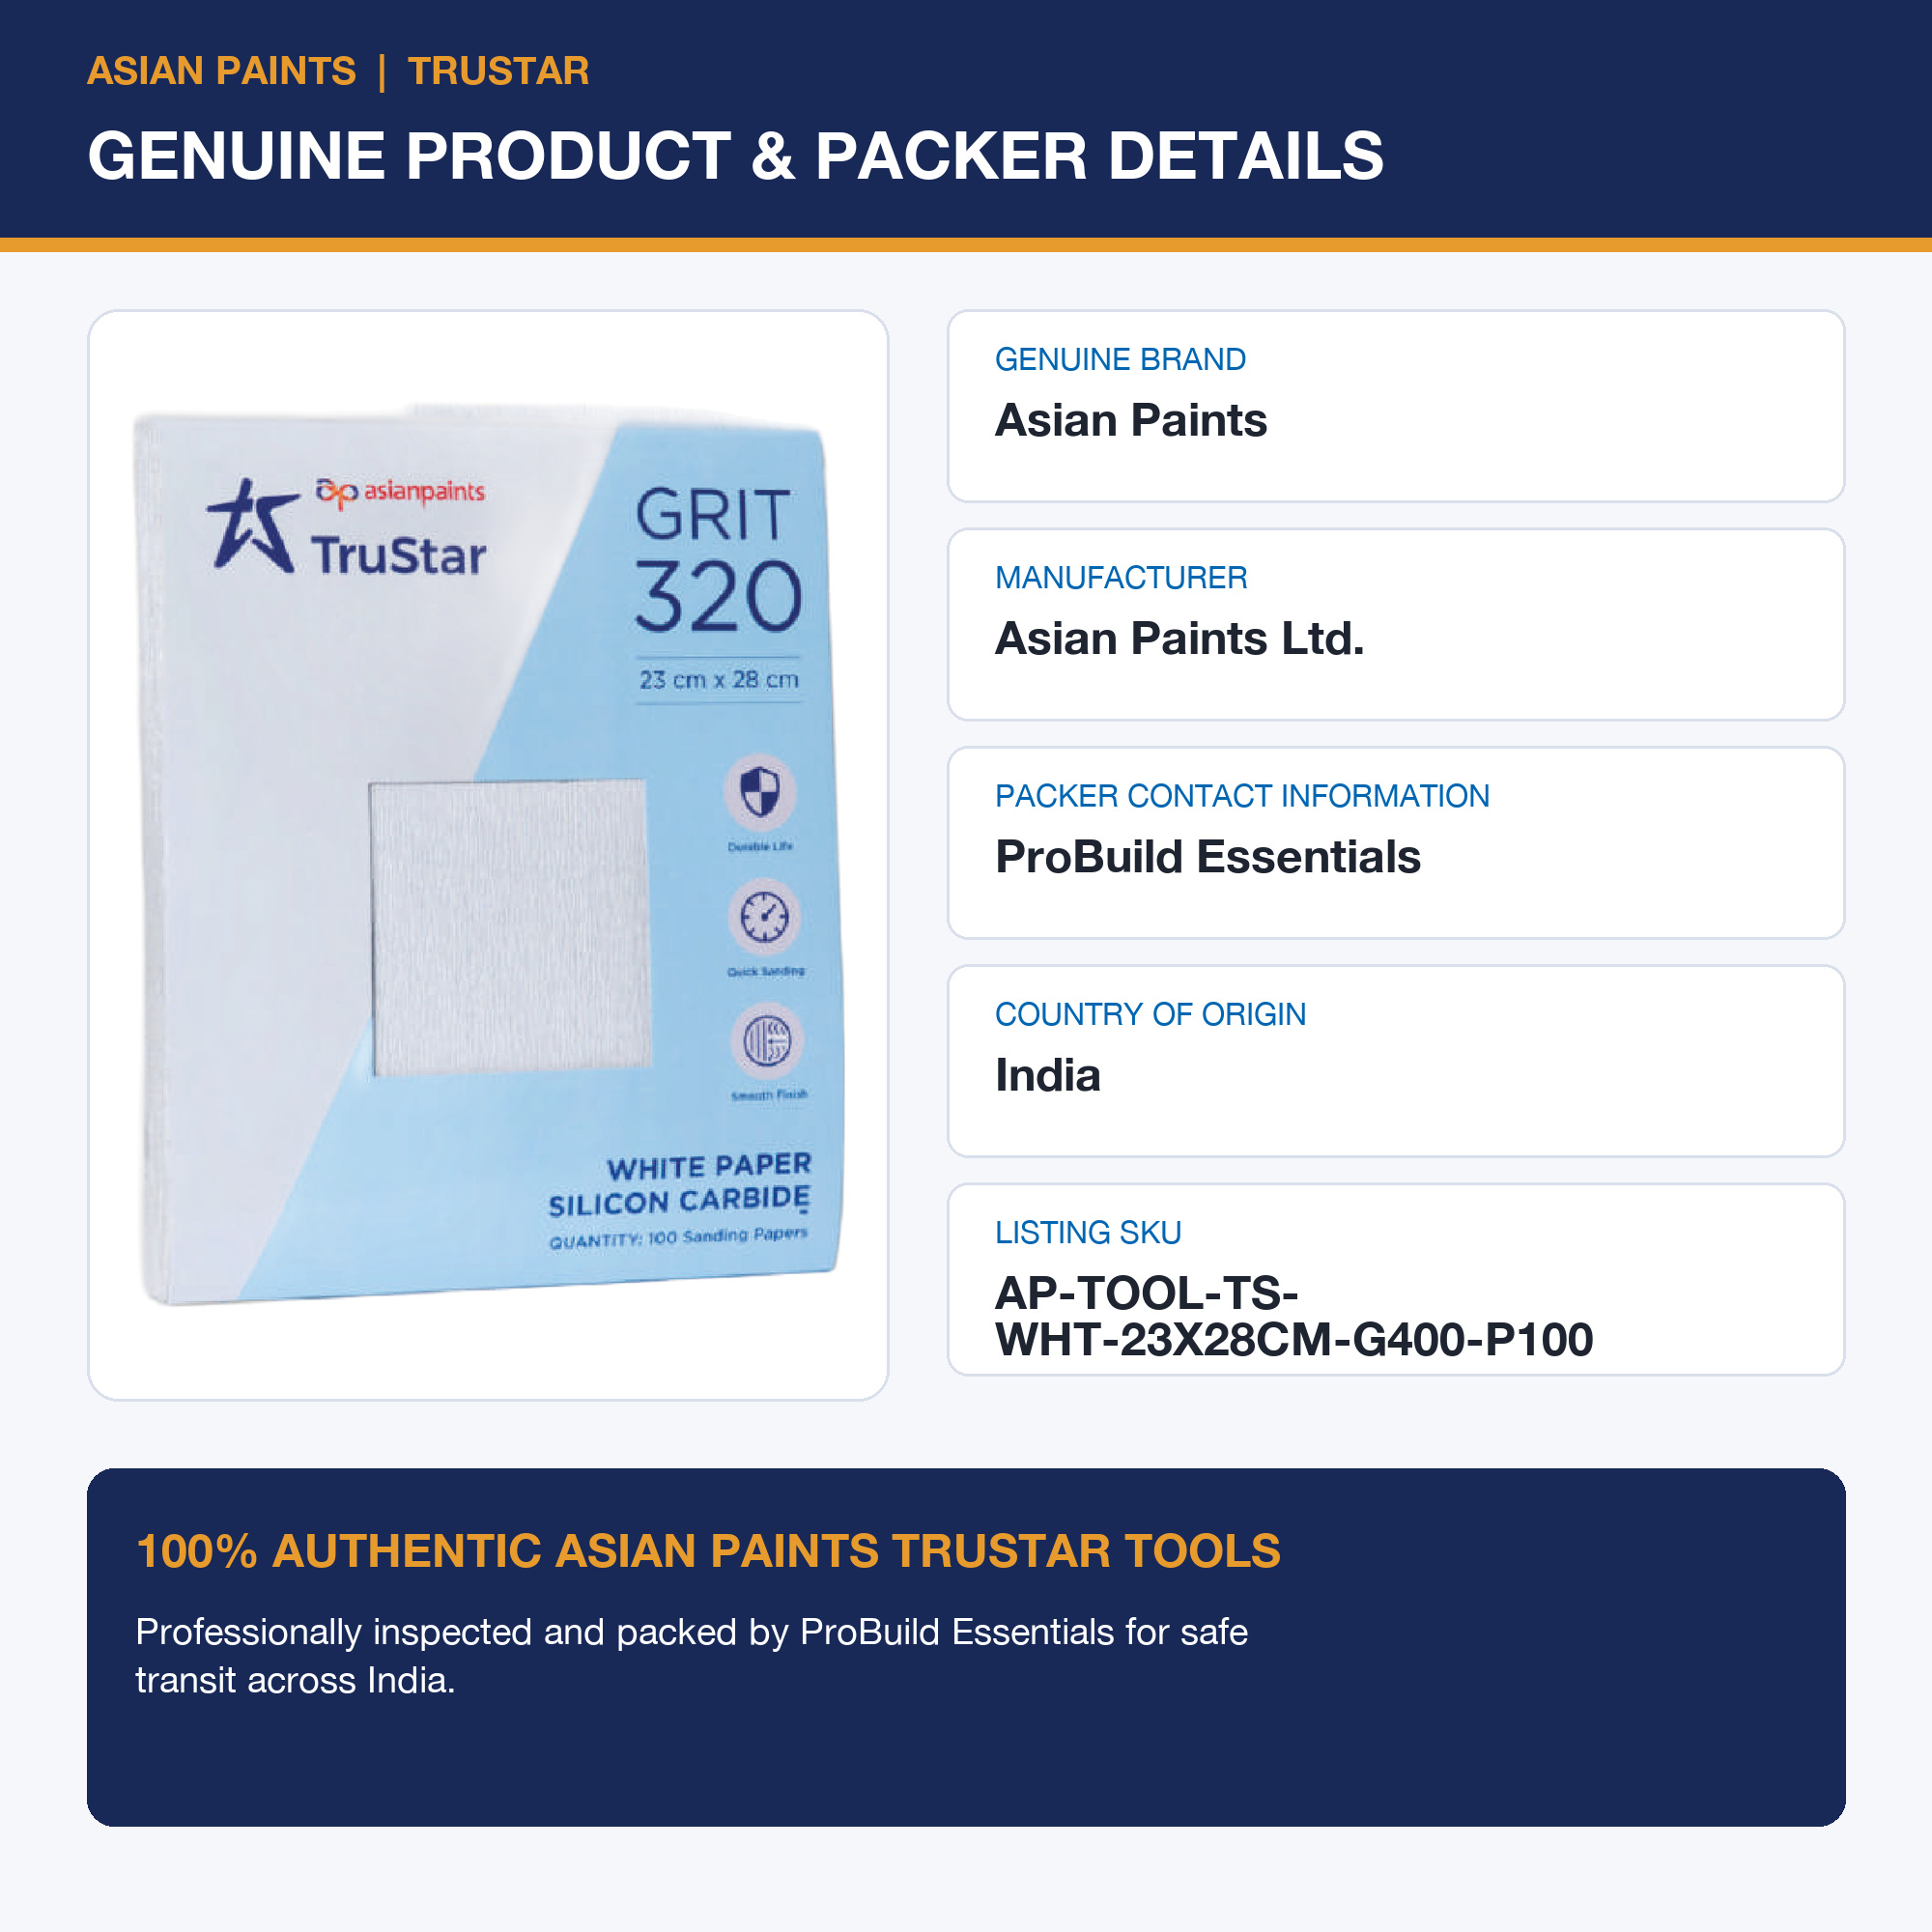 ASIAN PAINTS | TRUSTAR
GENUINE PRODUCT & PACKER DETAILS
ap asianpaints
TruStar
GRIT
320
23 cm x 28 cm
Durable Life
Quick Sanding
Smooth Finish
WHITE PAPER
SILICON CARBIDE
QUANTITY: 100 Sanding Papers
GENUINE BRAND
Asian Paints
MANUFACTURER
Asian Paints Ltd.
PACKER CONTACT INFORMATION
ProBuild Essentials
COUNTRY OF ORIGIN
India
LISTING SKU
AP-TOOL-TS-
WHT-23X28CM-G400-P100
100% AUTHENTIC ASIAN PAINTS TRUSTAR TOOLS
Professionally inspected and packed by ProBuild Essentials for safe
transit across India.